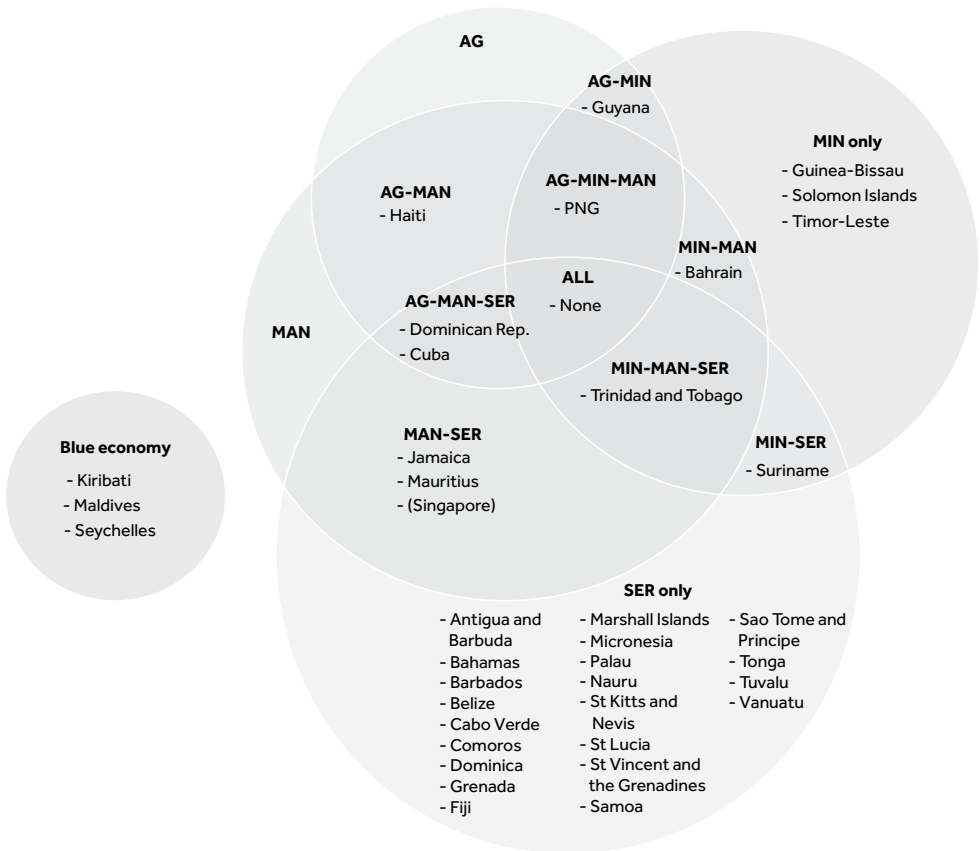 AG
AG-MIN
- Guyana
MIN only
- Guinea-Bissau
- Solomon Islands
- Timor-Leste
AG-MAN
- Haiti
AG-MIN-MAN
- PNG
MIN-MAN
- Bahrain
ALL
- None
AG-MAN-SER
- Dominican Rep.
- Cuba
MAN
MIN-MAN-SER
- Trinidad and Tobago
Blue economy
- Kiribati
- Maldives
- Seychelles
MAN-SER
- Jamaica
- Mauritius
- (Singapore)
MIN-SER
- Suriname
SER only
- Antigua and
Barbuda
- Bahamas
- Barbados
- Belize
- Cabo Verde
- Comoros
- Dominica
- Grenada
- Fiji
- Marshall Islands
- Micronesia
- Palau
- Nauru
- St Kitts and
Nevis
- St Lucia
- St Vincent and
the Grenadines
- Samoa
- Sao Tome and
Principe
- Tonga
- Tuvalu
- Vanuatu